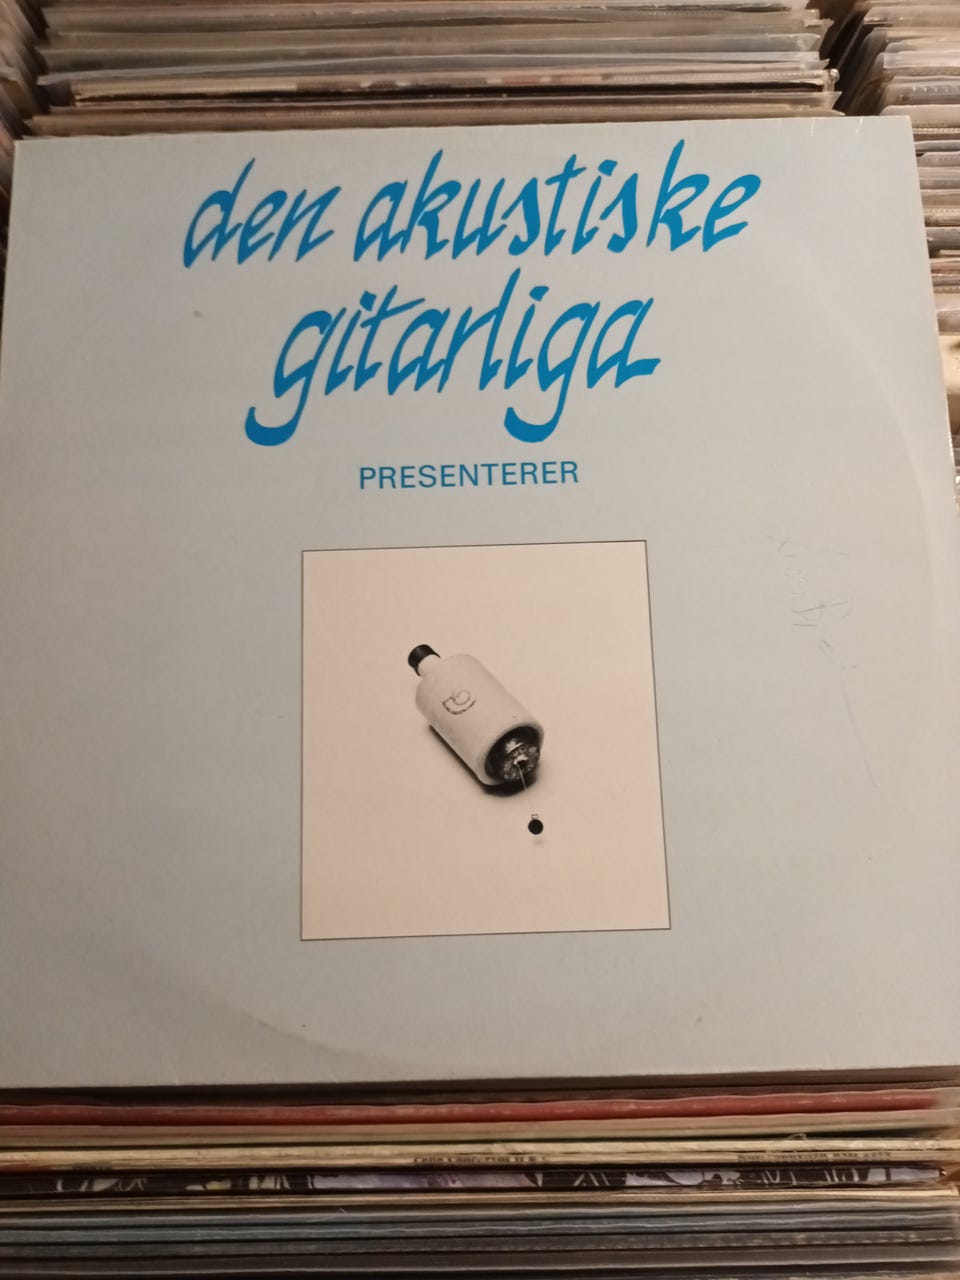 den akustiske
gitarliga
PRESENTERER